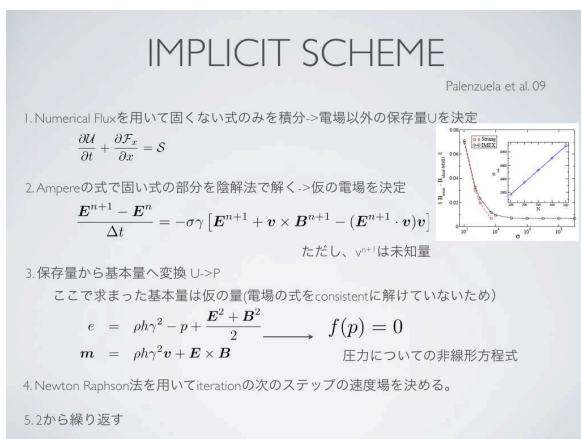 IMPLICIT SCHEME
Palenzuela et al. 09
1. Numerical Fluxを用いて固くない式のみを積分->電場以外の保存量Uを決定
∂U/∂t + ∂F_x/∂x = S
2. Ampereの式で固い式の部分を陰解法で解く->仮の電場を決定
(E^{n+1} − E^n)/Δt = −σγ [E^{n+1} + v × B^{n+1} − (E^{n+1} · v)v]
ただし、v^{n+1}は未知量
Strang
IMEX
σ
N
3. 保存量から基本量へ変換 U->P
ここで求まった基本量は仮の量(電場の式をconsistentに解けていないため)
e = ρhγ² − p + (E² + B²)/2 → f(p) = 0
m = ρhγ²v + E × B
圧力についての非線形方程式
4. Newton Raphson法を用いてiterationの次のステップの速度場を決める。
5. 2から繰り返す